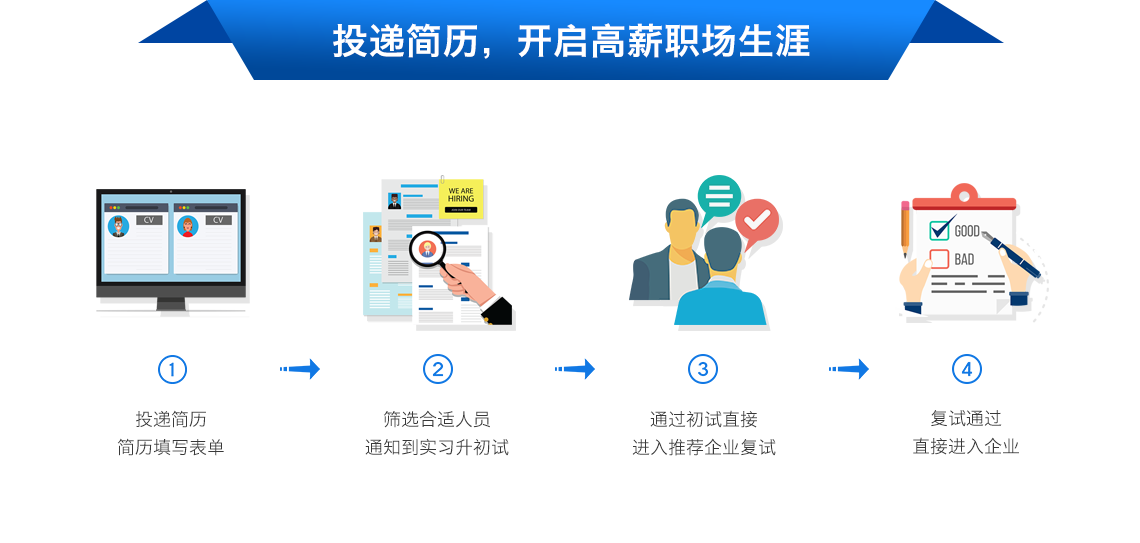 投递简历，开启高薪职场生涯
CV
CV
WE ARE
HIRING
GOOD
BAD
1
2
3
4
投递简历
简历填写表单
筛选合适人员
通知到实习升初试
通过初试直接
进入推荐企业复试
复试通过
直接进入企业